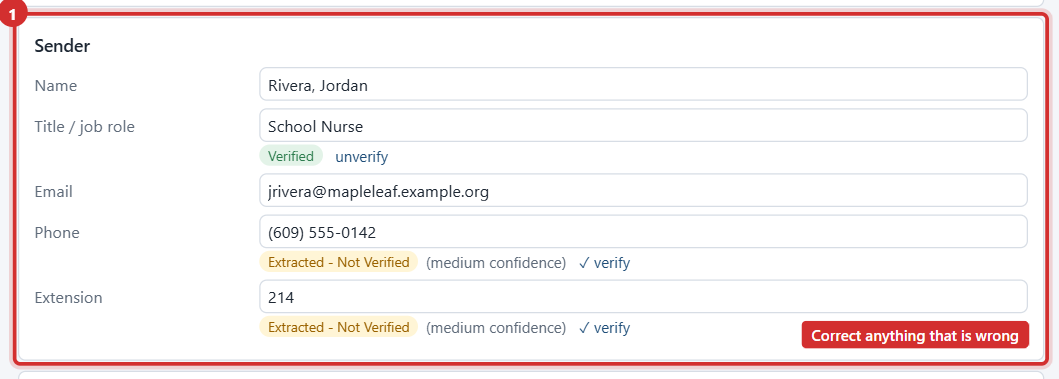 1
Sender
Name Rivera, Jordan
Title / job role School Nurse
Verified unverify
Email jrivera@mapleleaf.example.org
Phone (609) 555-0142
Extracted - Not Verified (medium confidence) ✓ verify
Extension 214
Extracted - Not Verified (medium confidence) ✓ verify
Correct anything that is wrong